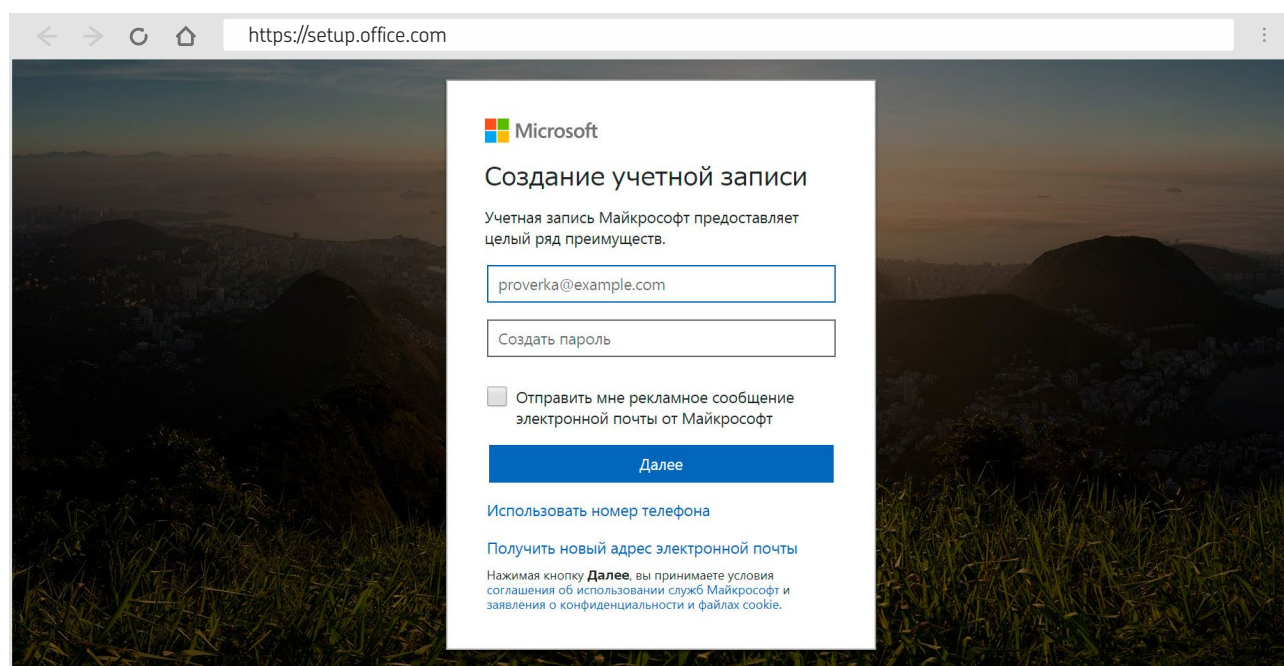 https://setup.office.com
Microsoft
Создание учетной записи
Учетная запись Майкрософт предоставляет
целый ряд преимуществ.
proverka@example.com
Создать пароль
Отправить мне рекламное сообщение
электронной почты от Майкрософт
Далее
Использовать номер телефона
Получить новый адрес электронной почты
Нажимая кнопку Далее, вы принимаете условия
соглашения об использовании служб Майкрософт и
заявления о конфиденциальности и файлах cookie.